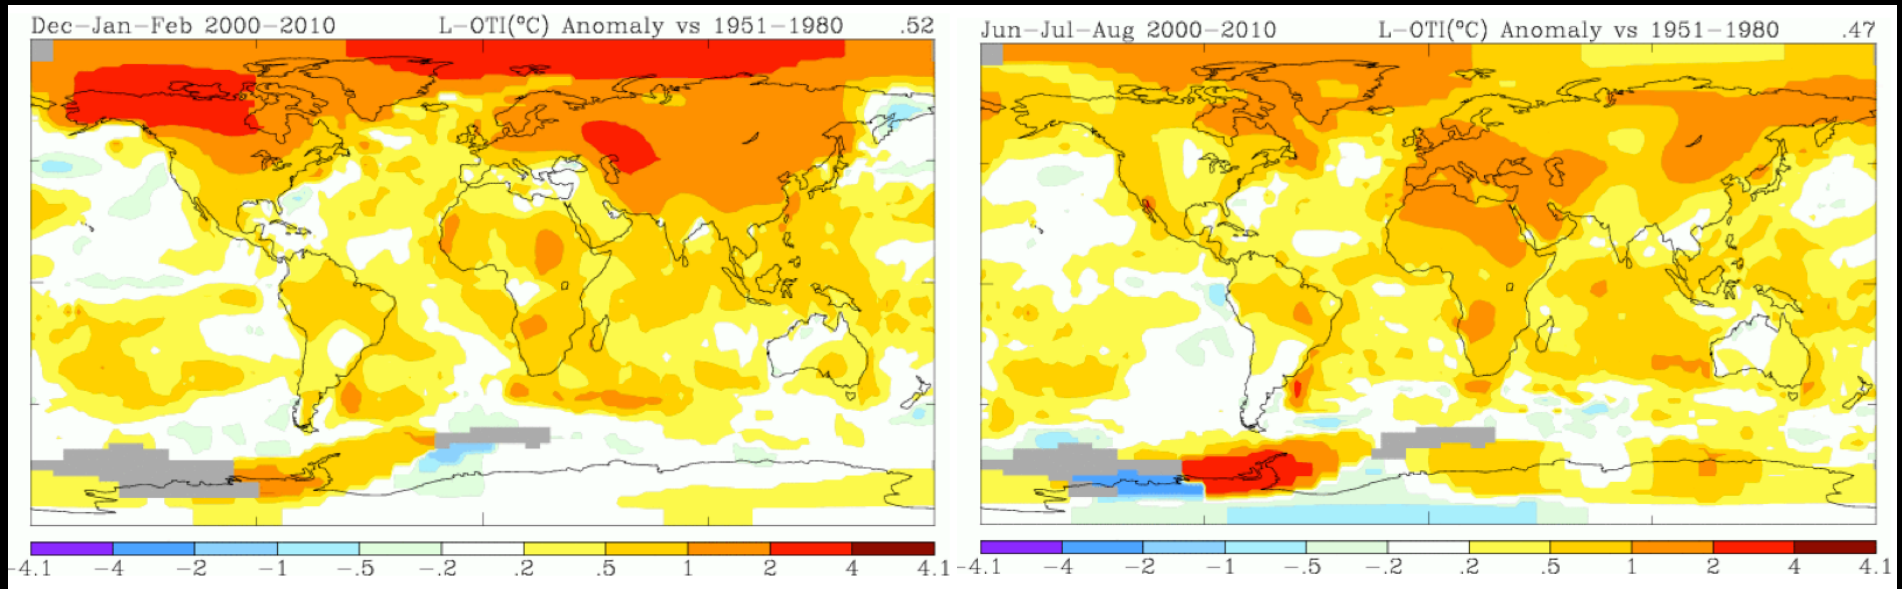 Dec-Jan-Feb 2000-2010 L-OTI(°C) Anomaly vs 1951-1980 .52
-4.1 -4 -2 -1 -.5 -.2 .2 .5 1 2 4 4.1
Jun-Jul-Aug 2000-2010 L-OTI(°C) Anomaly vs 1951-1980 .47
-4.1 -4 -2 -1 -.5 -.2 .2 .5 1 2 4 4.1